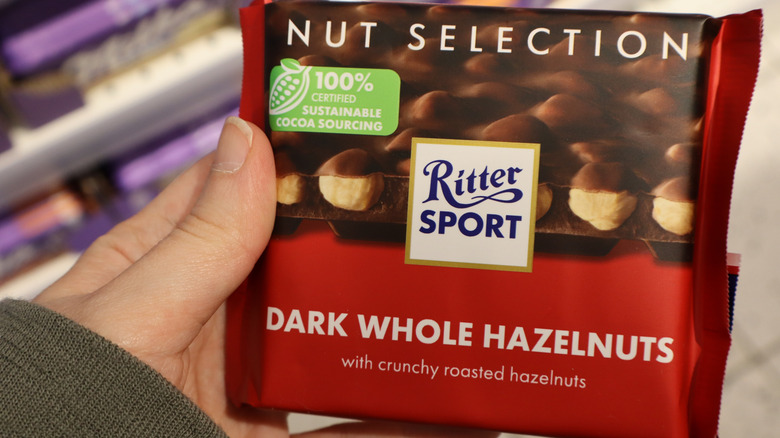 NUT SELECTION
100%
CERTIFIED
SUSTAINABLE
COCOA SOURCING
Ritter
SPORT
DARK WHOLE HAZELNUTS
with crunchy roasted hazelnuts